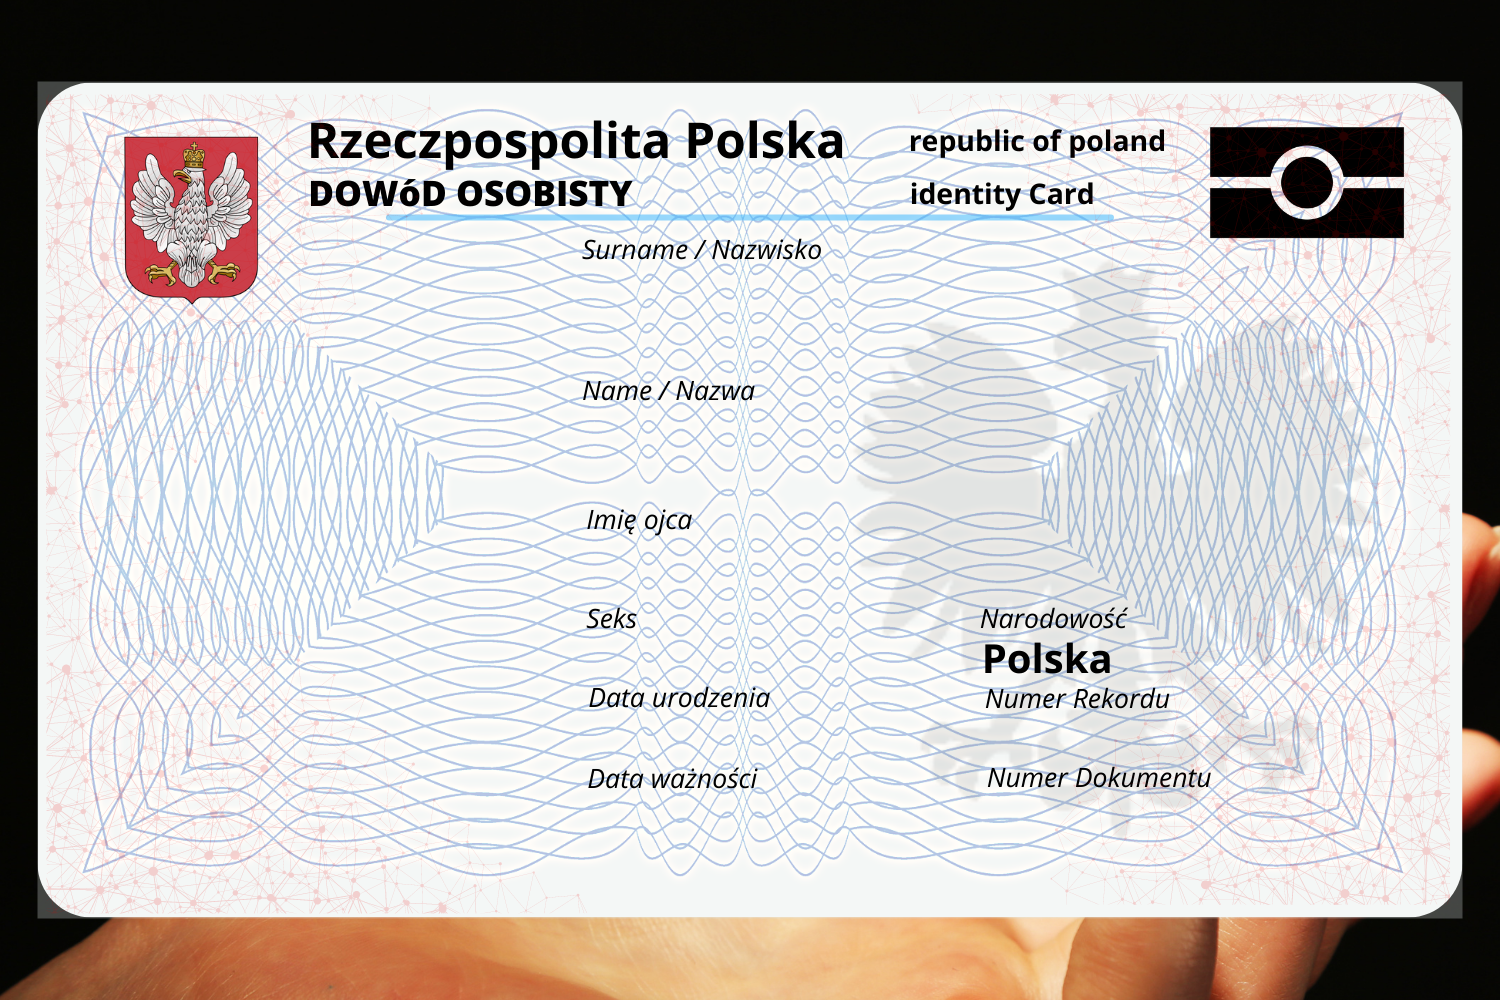 Rzeczpospolita Polska
republic of poland
DOWóD OSOBISTY
identity Card
Surname / Nazwisko
Name / Nazwa
Imię ojca
Seks
Narodowość
Polska
Data urodzenia
Numer Rekordu
Data ważności
Numer Dokumentu